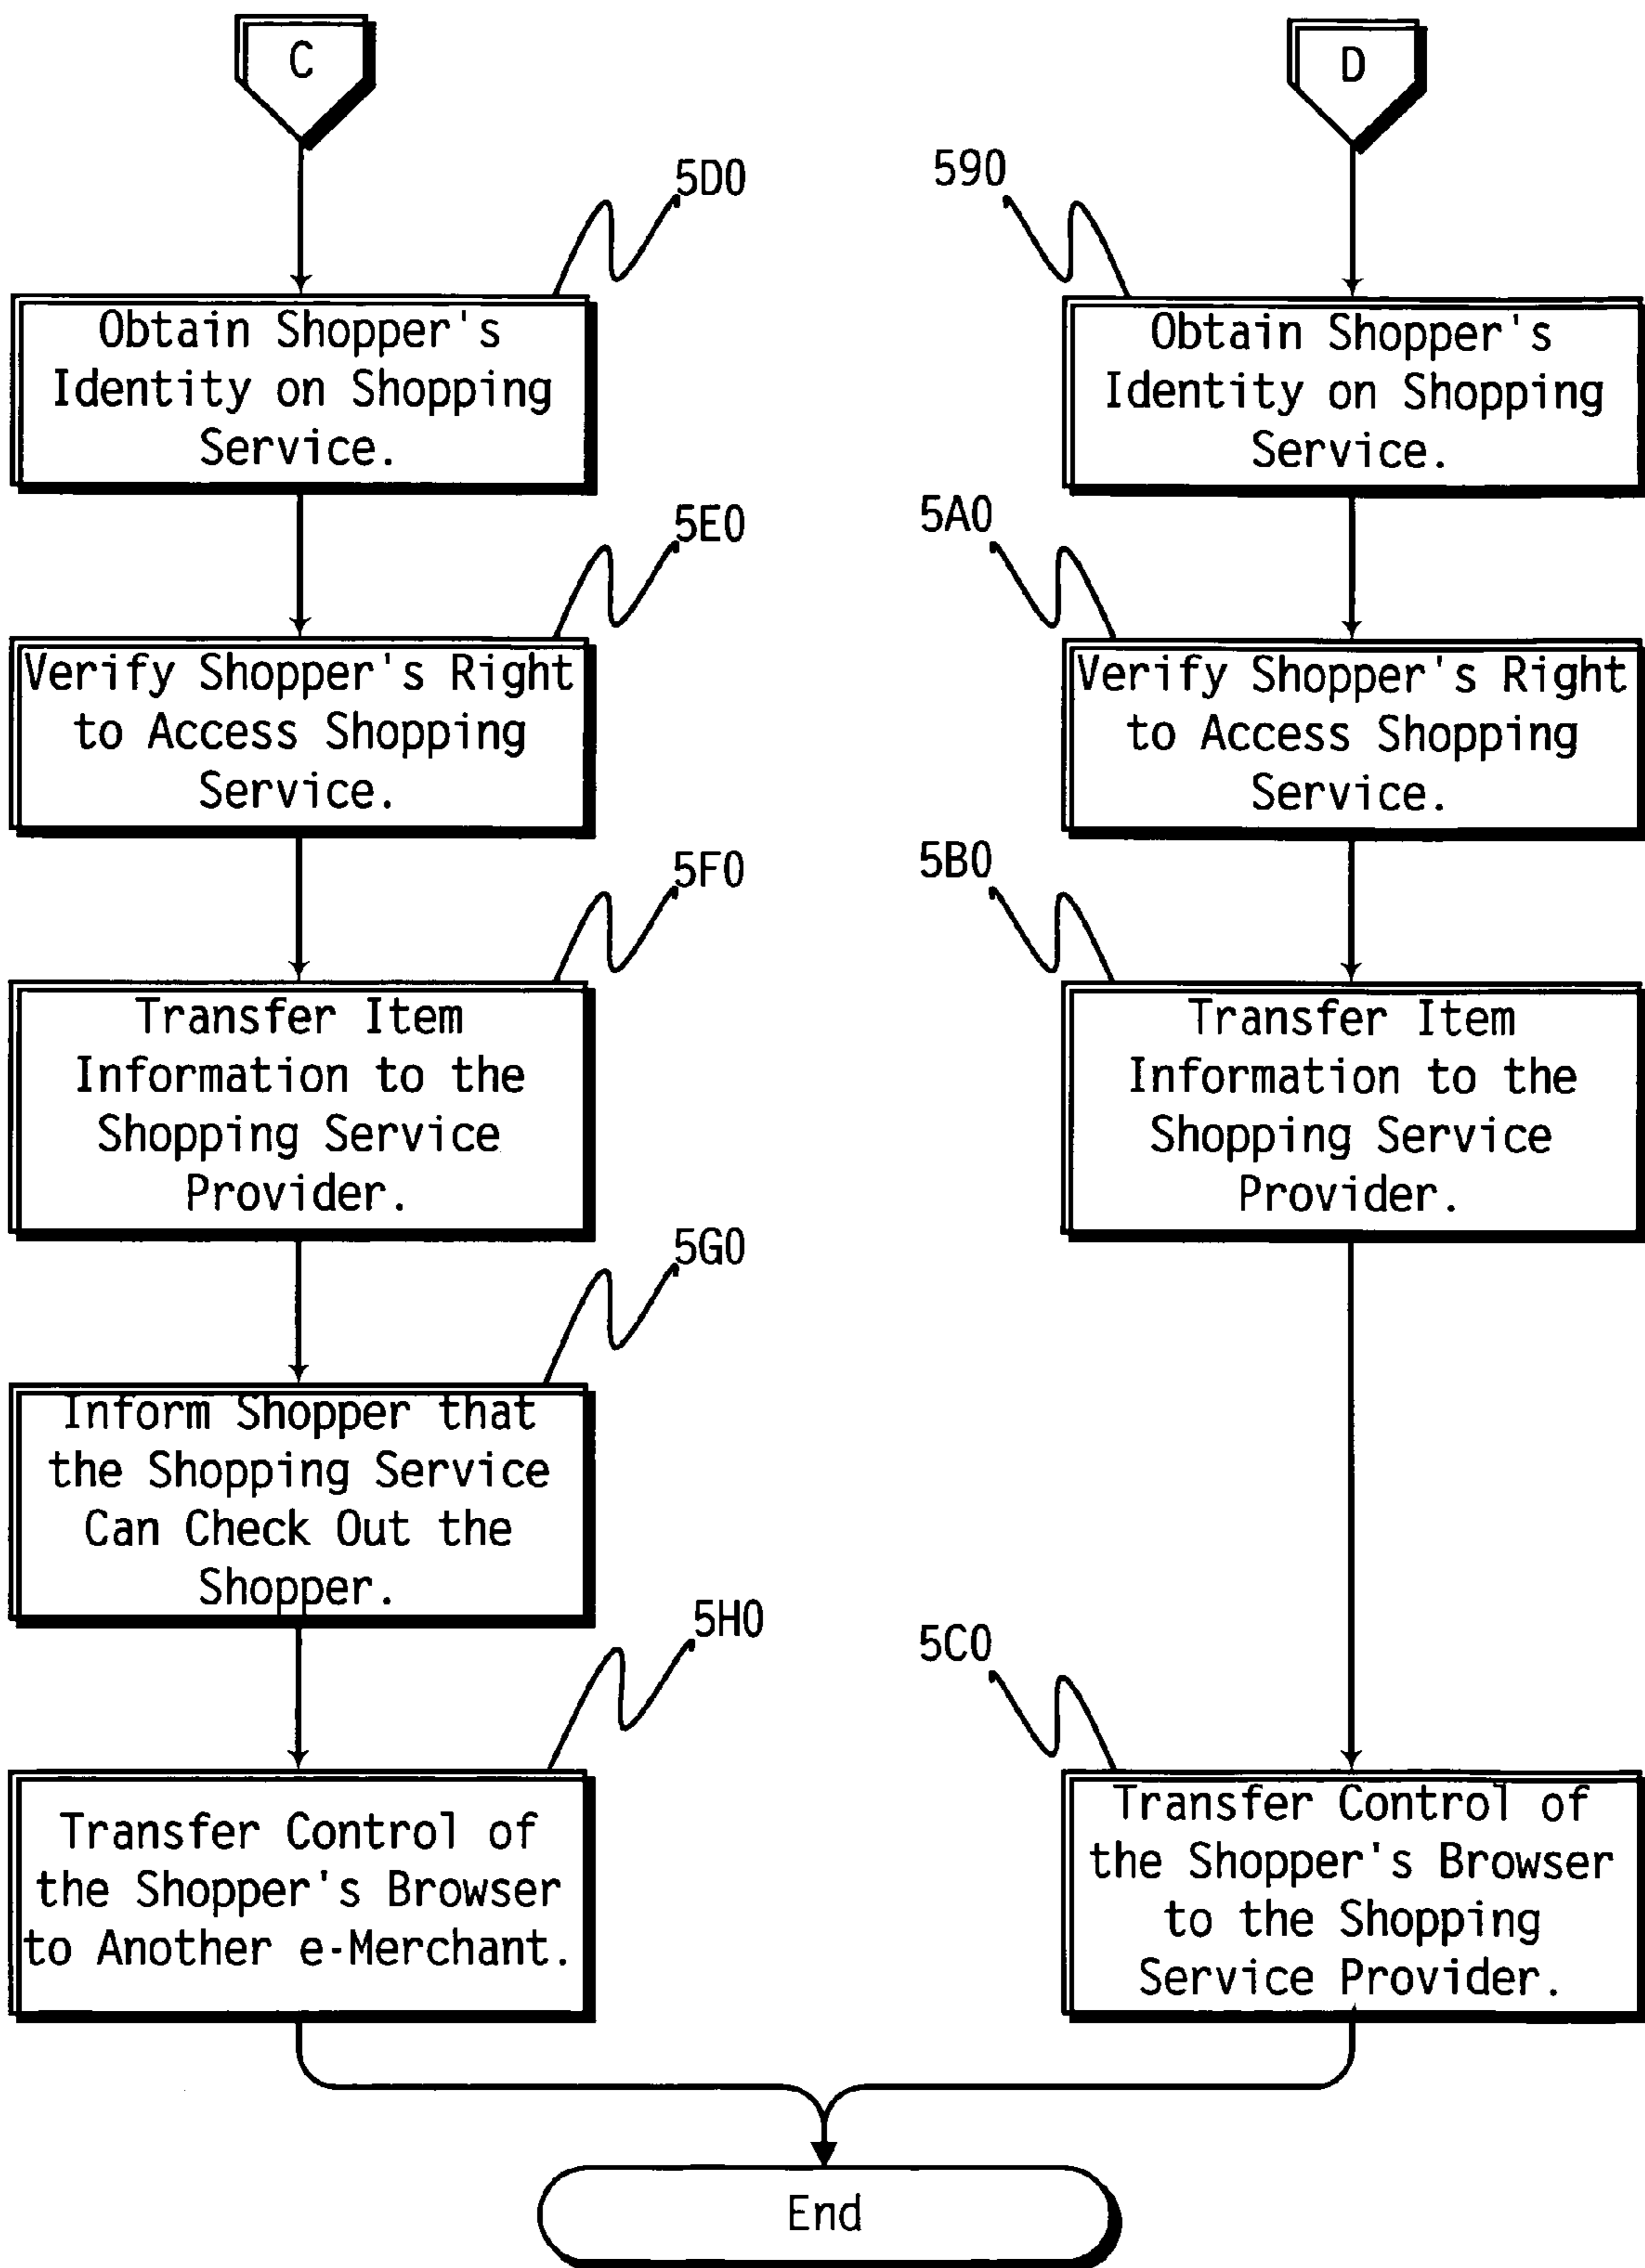 C
5D0
Obtain Shopper's
Identity on Shopping
Service.
5E0
Verify Shopper's Right
to Access Shopping
Service.
5F0
Transfer Item
Information to the
Shopping Service
Provider.
5G0
Inform Shopper that
the Shopping Service
Can Check Out the
Shopper.
5H0
Transfer Control of
the Shopper's Browser
to Another e-Merchant.
D
590
Obtain Shopper's
Identity on Shopping
Service.
5A0
Verify Shopper's Right
to Access Shopping
Service.
5B0
Transfer Item
Information to the
Shopping Service
Provider.
5C0
Transfer Control of
the Shopper's Browser
to the Shopping
Service Provider.
End